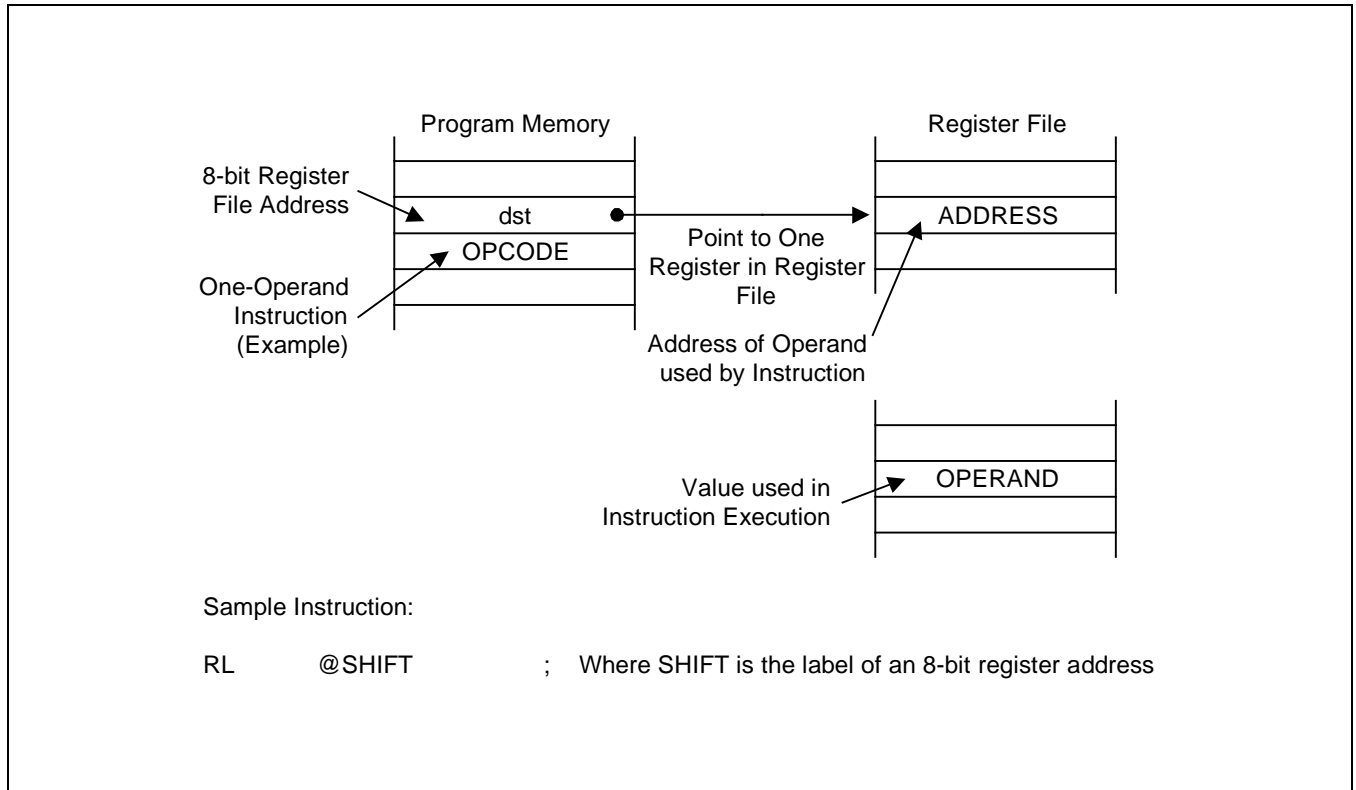 Program Memory
Register File
8-bit Register
File Address
dst
ADDRESS
OPCODE
Point to One
Register in Register
File
One-Operand
Instruction
(Example)
Address of Operand
used by Instruction
OPERAND
Value used in
Instruction Execution
Sample Instruction:
RL @SHIFT ; Where SHIFT is the label of an 8-bit register address